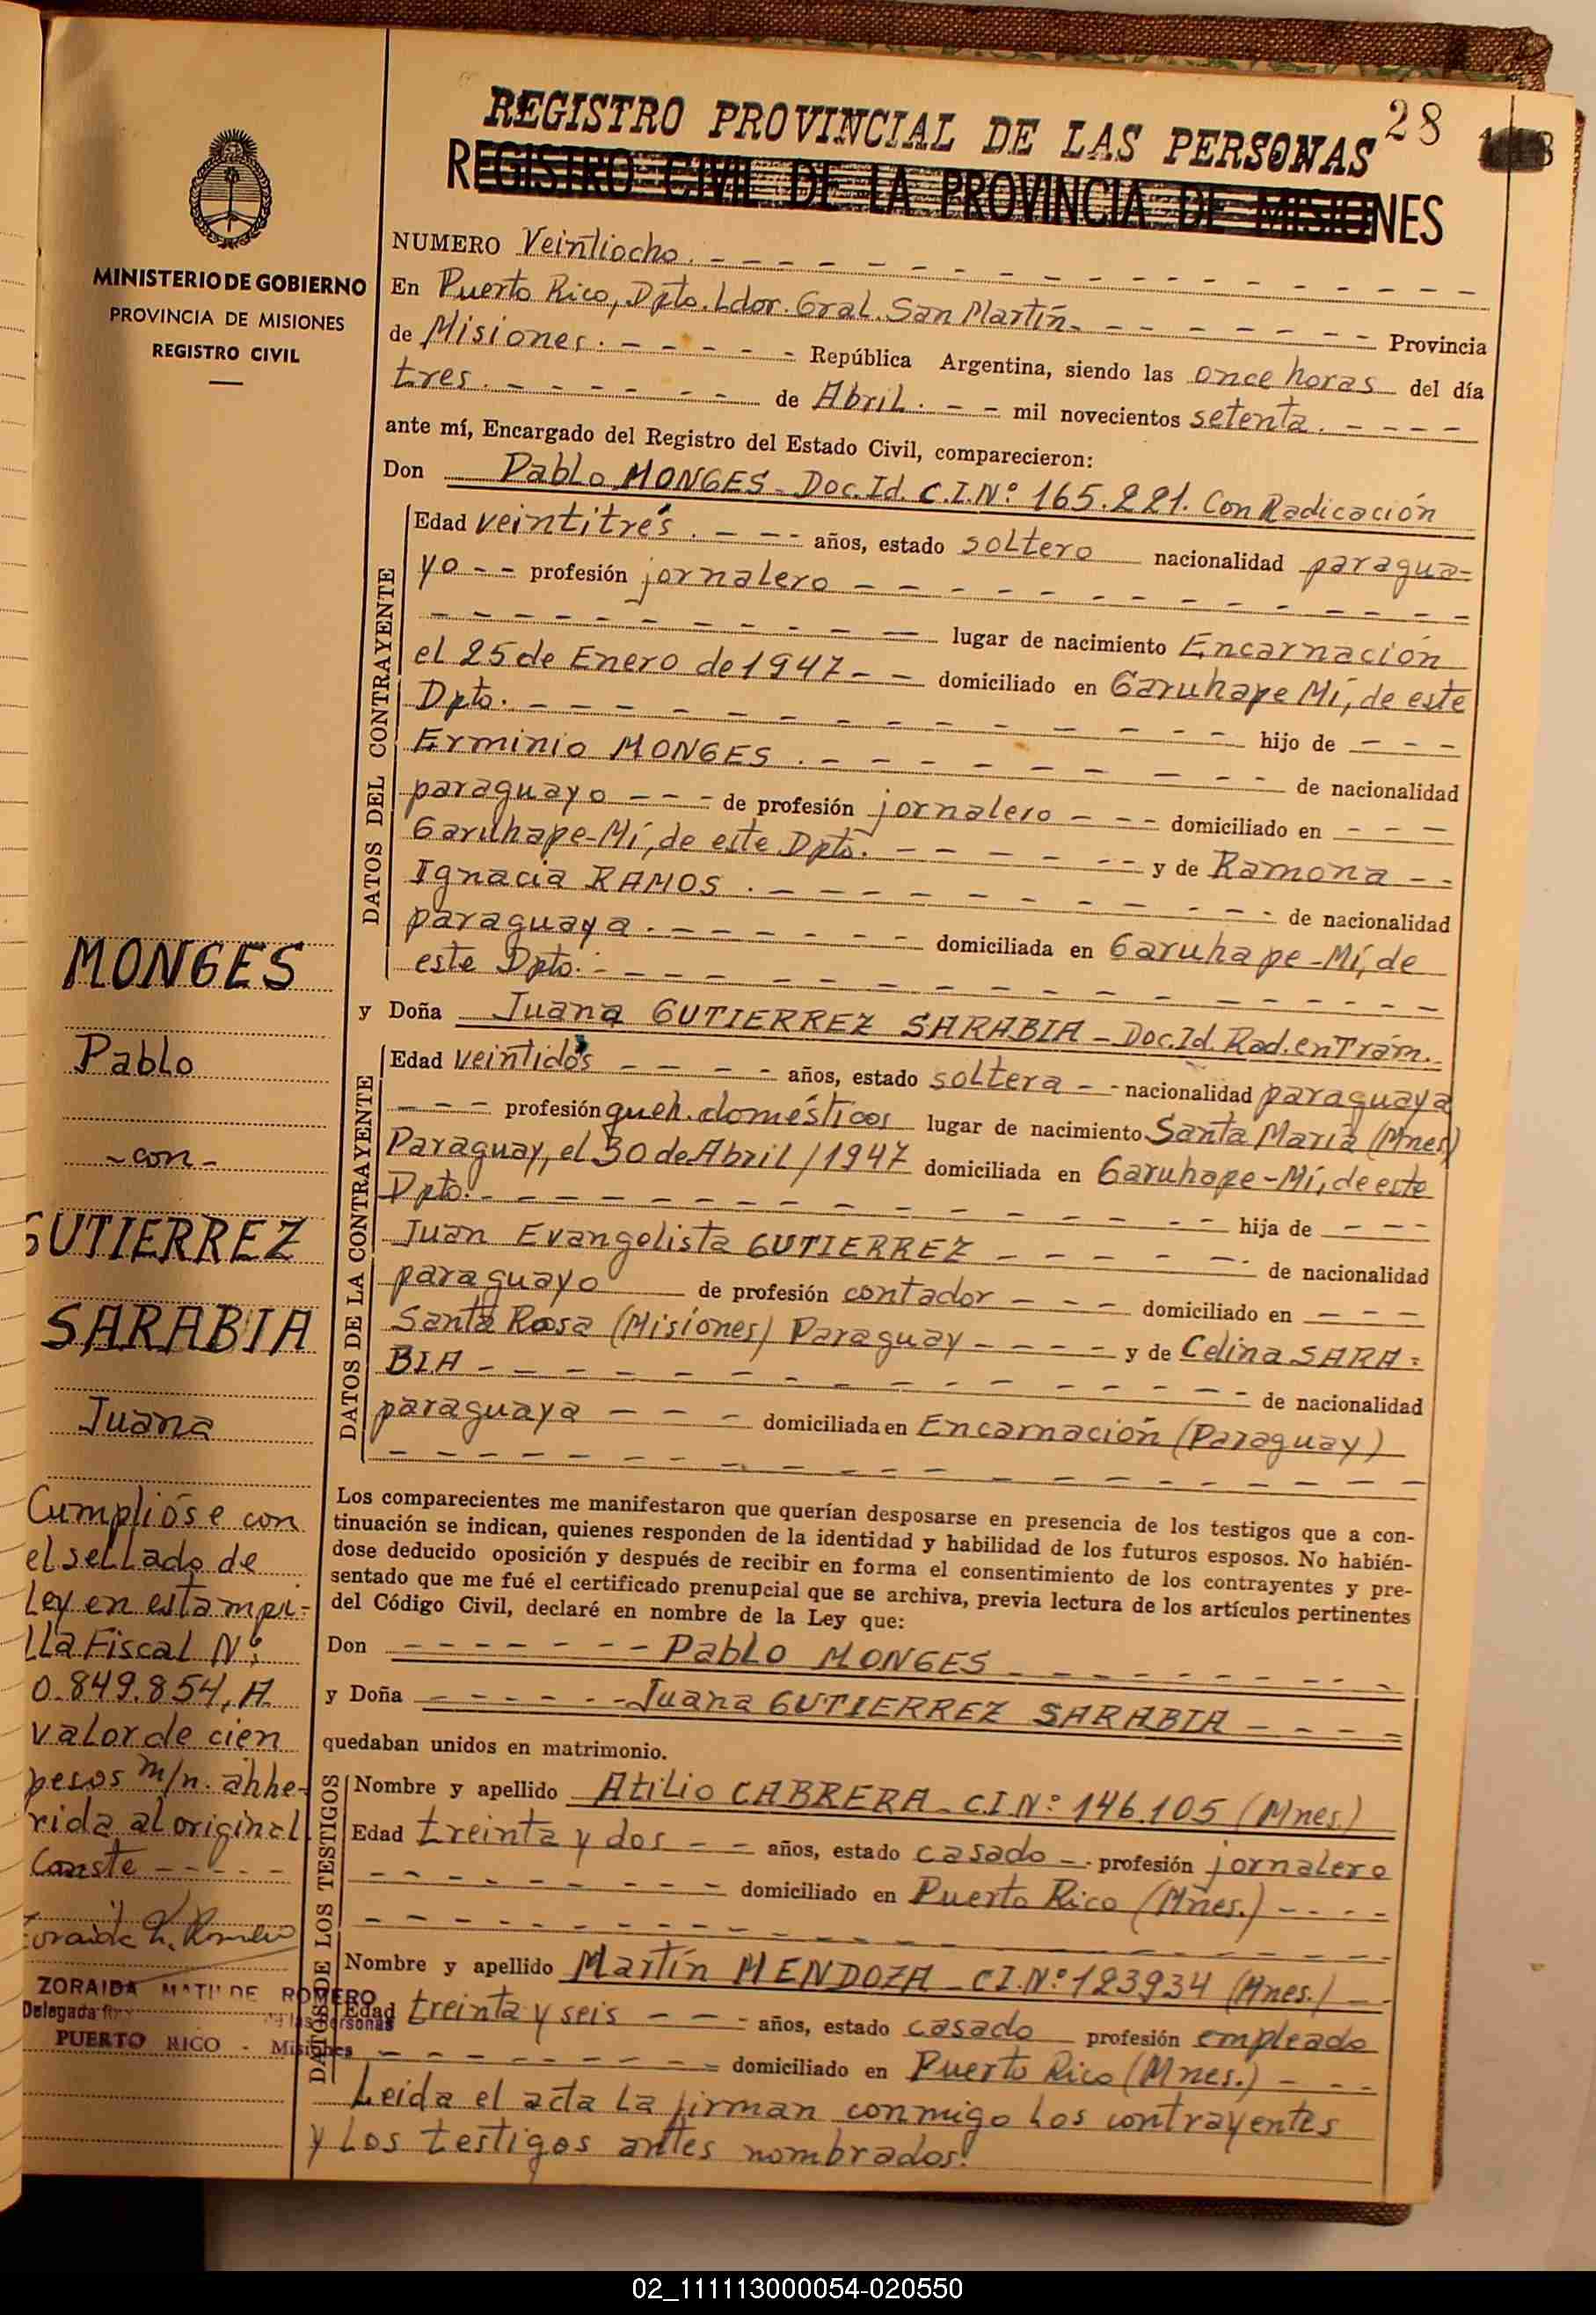 REGISTRO PROVINCIAL DE LAS PERSONAS 28
REGISTRO CIVIL DE LA PROVINCIA DE MISIONES
MINISTERIO DE GOBIERNO
PROVINCIA DE MISIONES
REGISTRO CIVIL
NUMERO Veintiocho. - - - - - - - - - - - - - -
En Puerto Rico, Dpto. Ldor. Gral. San Martín. - - - - - - - Provincia
de Misiones. - - - - - República Argentina, siendo las once horas del día
tres. - - - - - - - de Abril. - - mil novecientos setenta. - - - -
ante mí, Encargado del Registro del Estado Civil, comparecieron:
Don Pablo MONGES - Doc. Id. C.I. Nº 165.221. Con Radicación
DATOS DEL CONTRAYENTE
Edad veintitrés. - - - - años, estado soltero nacionalidad paragua=
yo - - profesión jornalero - - - - - - - - - - - - - -
- - - - - - - - - - - - lugar de nacimiento Encarnación
el 25 de Enero de 1947 - - domiciliado en Garuhape Mí, de este
Dpto. - - - - - - - - - - - - - - - hijo de - - -
Erminio MONGES . - - - - - - - - - - de nacionalidad
paraguayo - - - de profesión jornalero - - - domiciliado en - - -
Garuhape-Mí, de este Dpto. - - - - - - - y de Ramona - -
Ignacia RAMOS . - - - - - - - - - - - de nacionalidad
paraguaya. - - - - - - - domiciliada en Garuhape-Mí, de
este Dpto. - - - - - - - - - - - - - - - -
y Doña Juana GUTIERREZ SARABIA - Doc. Id. Rad. en Trám.
DATOS DE LA CONTRAYENTE
Edad veintidós - - - - años, estado soltera - - nacionalidad paraguaya
- - - profesión queh. domésticos lugar de nacimiento Santa María (Mnes)
Paraguay, el 30 de Abril / 1947 domiciliada en Garuhape-Mí, de este
Dpto. - - - - - - - - - - - - - - - hija de - - - -
Juan Evangelista GUTIERREZ - - - - - - de nacionalidad
paraguayo de profesión contador - - - domiciliado en - - -
Santa Rosa (Misiones) Paraguay - - - - y de Celina SARA=
BIA - - - - - - - - - - - - - - - de nacionalidad
paraguaya - - - domiciliada en Encarnación (Paraguay)
- - - - - - - - - - - - - - - - - - - -
Los comparecientes me manifestaron que querían desposarse en presencia de los testigos que a con-
tinuación se indican, quienes responden de la identidad y habilidad de los futuros esposos. No habién-
dose deducido oposición y después de recibir en forma el consentimiento de los contrayentes y pre-
sentado que me fué el certificado prenupcial que se archiva, previa lectura de los artículos pertinentes
del Código Civil, declaré en nombre de la Ley que:
Don - - - - - - - Pablo MONGES - - - - - - - - -
y Doña - - - - - - Juana GUTIERREZ SARABIA - - - -
quedaban unidos en matrimonio.
DATOS DE LOS TESTIGOS
Nombre y apellido Atilio CABRERA - C.I. Nº 146.105 (Mnes.)
Edad treinta y dos - - años, estado casado - - profesión jornalero
- - - - - - - - domiciliado en Puerto Rico (Mnes.) - - - -
- - - - - - - - - - - - - - - - - - - - -
Nombre y apellido Martín MENDOZA - C.I. Nº 123934 (Mnes.) - -
Edad treinta y seis - - - años, estado casado profesión empleado
- - - - - - - - - domiciliado en Puerto Rico (Mnes.) - - -
Leida el acta la firman conmigo los contrayentes
y los testigos antes nombrados.
MONGES
Pablo
- con -
GUTIERREZ
SARABIA
Juana
Cumplióse con
el sellado de
Ley en estampi-
lla Fiscal Nº
0.849.854, A.
valor de cien
pesos m/n. ahhe-
rida al original.
Conste - - - - -
ZORAIDA MATILDE ROMERO
Delegada de las Personas
PUERTO RICO - Misiones
02_111113000054-020550